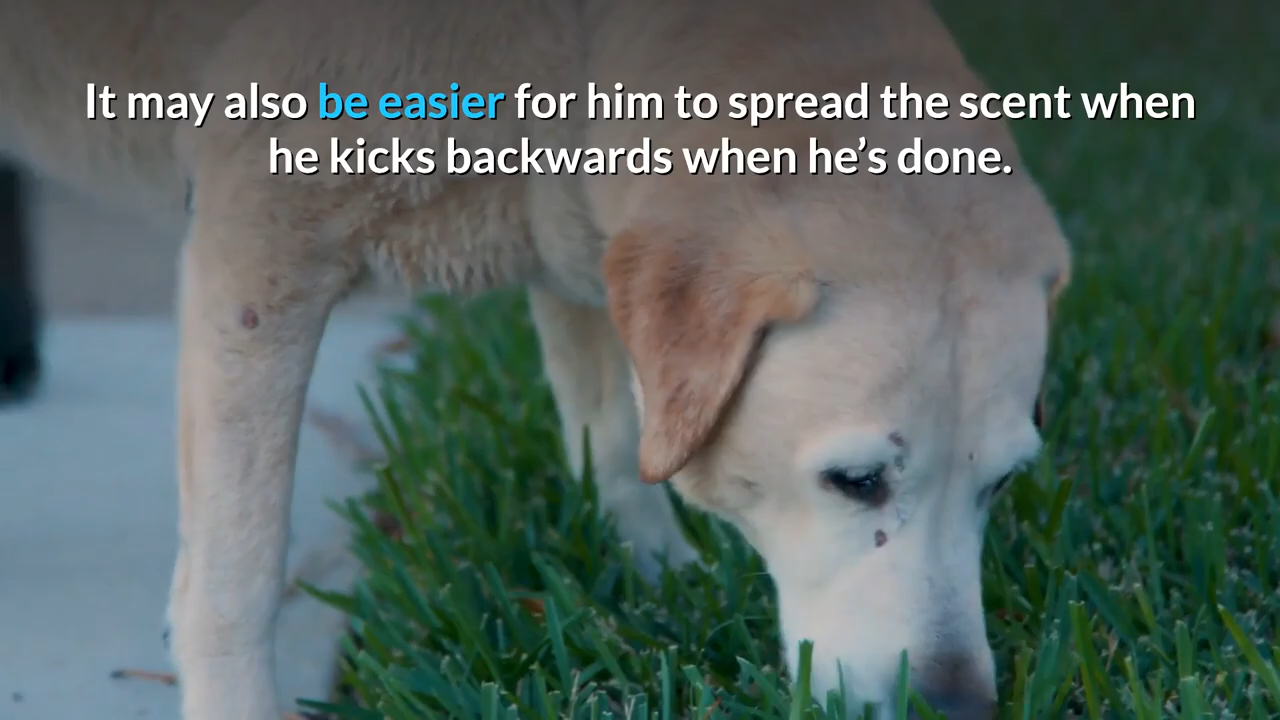 It may also be easier for him to spread the scent when
he kicks backwards when he’s done.